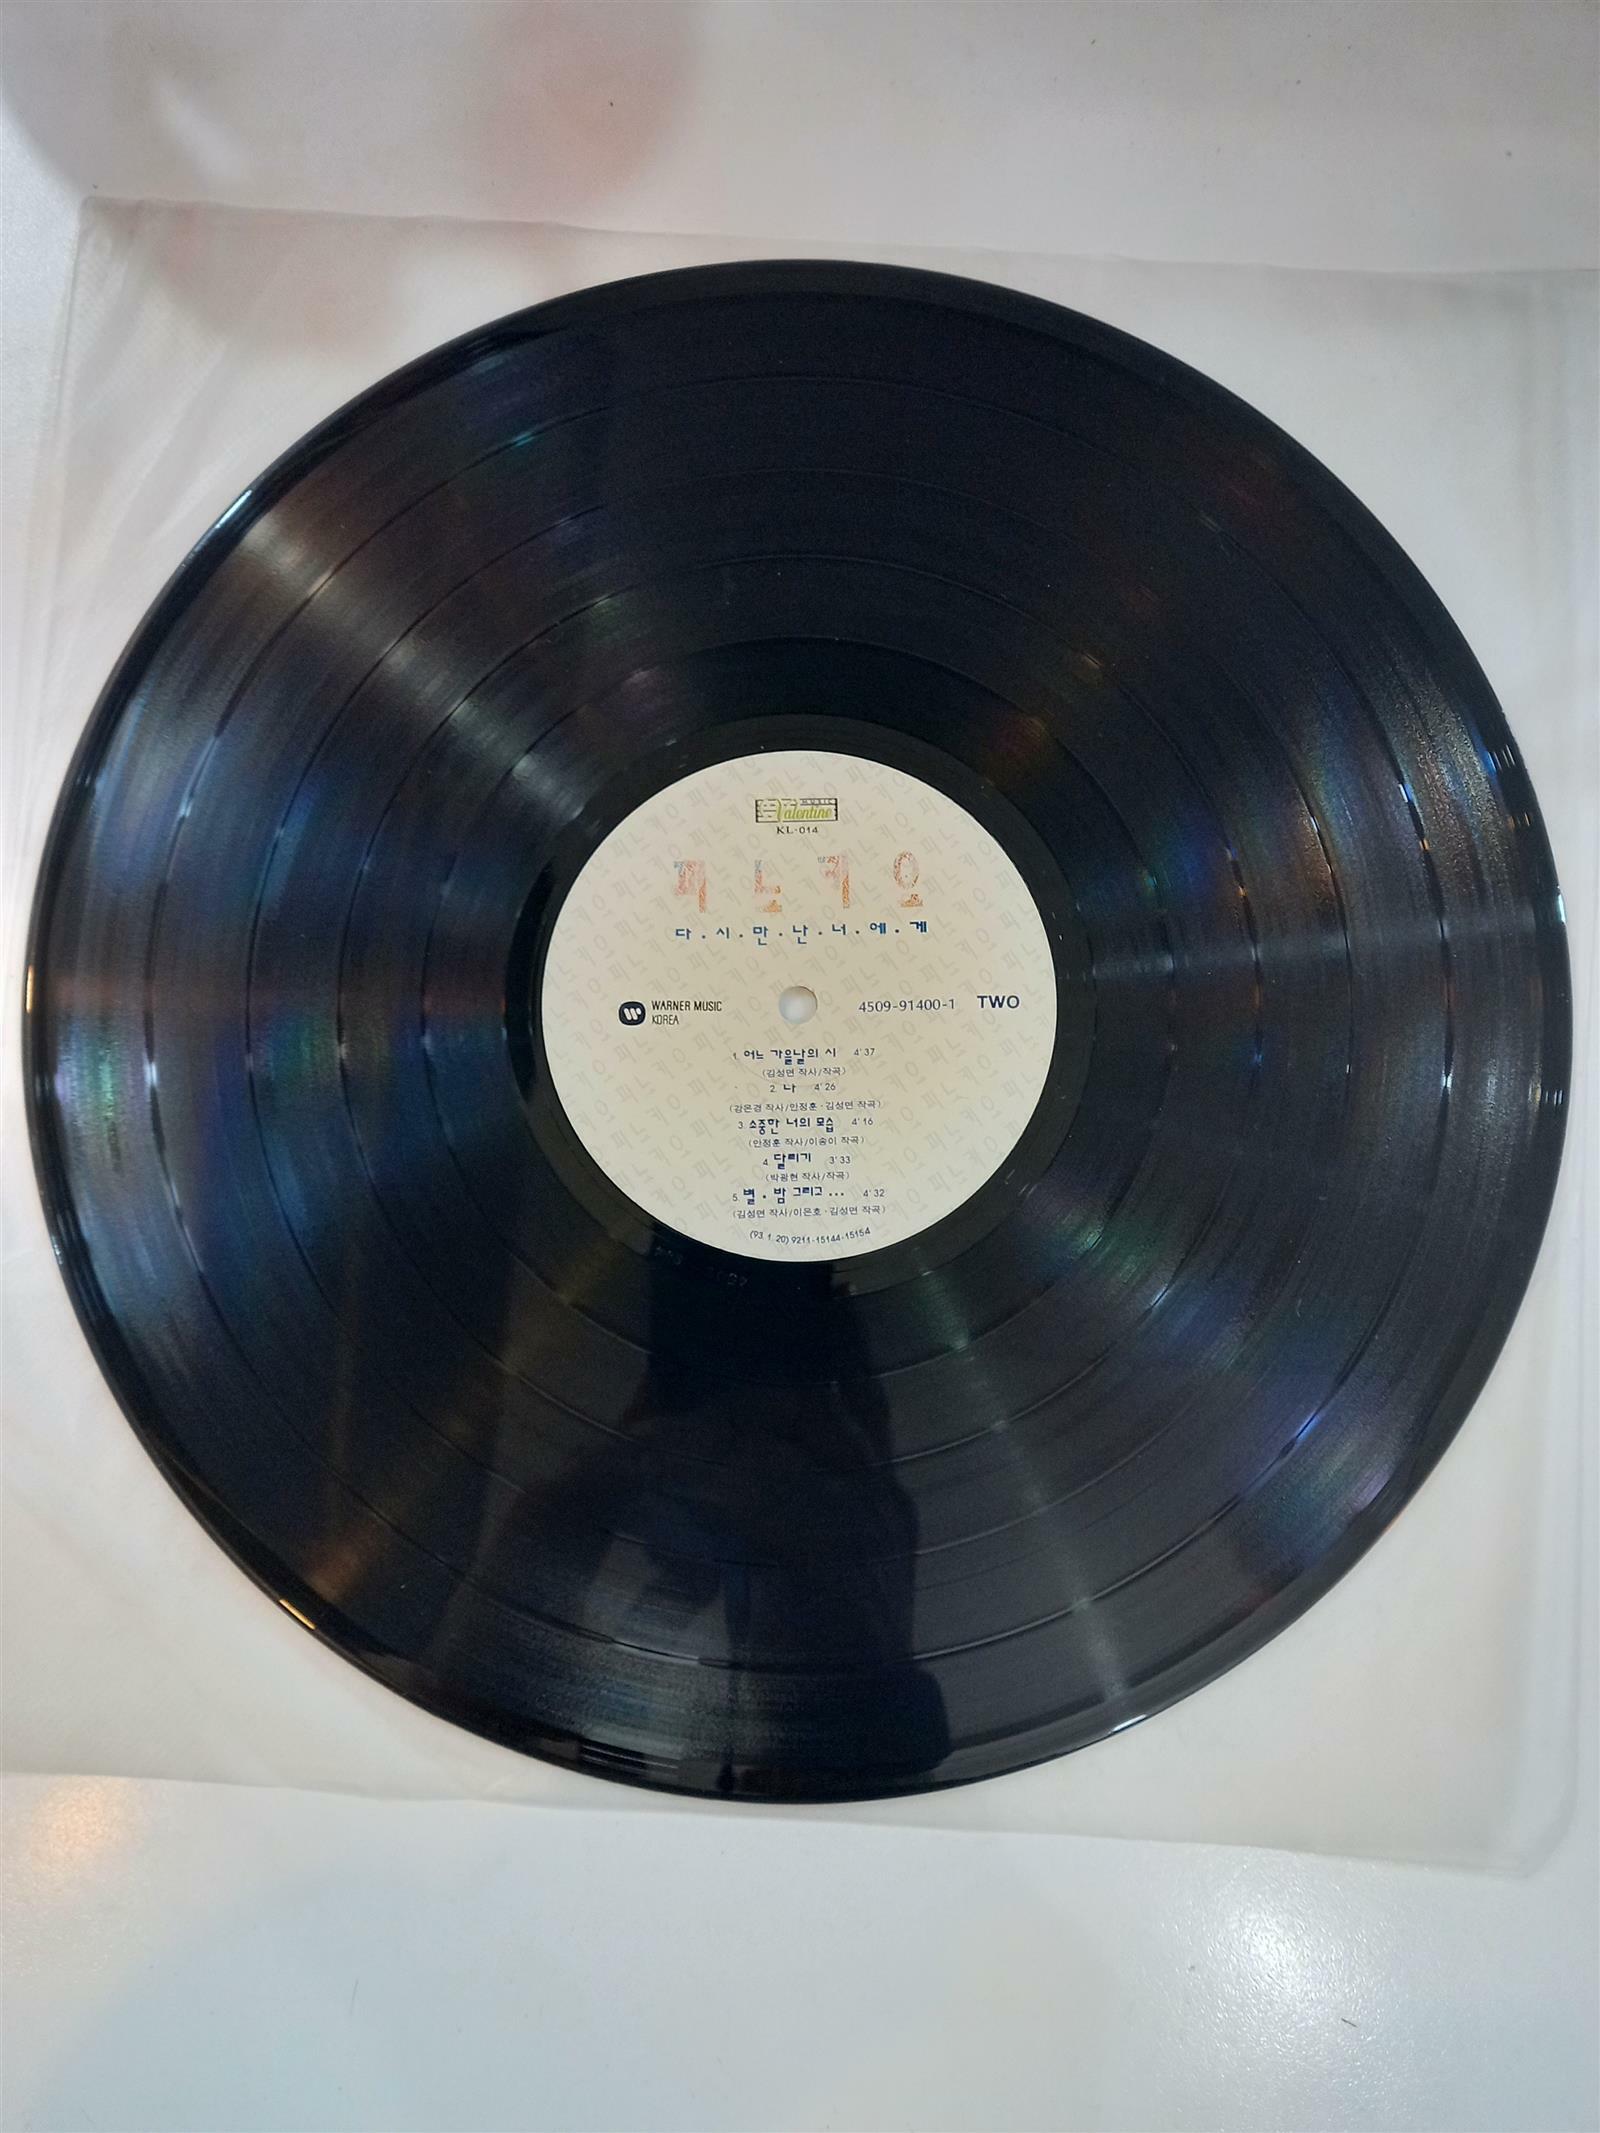 MUSIC
Valentine
KL-014
피노키오
다.시.만.난.너.에.게
WARNER MUSIC
KOREA
4509-91400-1 TWO
1. 어느 가을날의 시 4'37
(김성면 작사/작곡)
2. 나 4'26
(강은경 작사/안정훈·김성면 작곡)
3. 소중한 너의 모습 4'16
(안정훈 작사/이송이 작곡)
4. 달리기 3'33
(박광현 작사/작곡)
5. 별.밤 그리고... 4'32
(김성면 작사/이은호·김성면 작곡)
(93.1.20) 9211-15144-15154